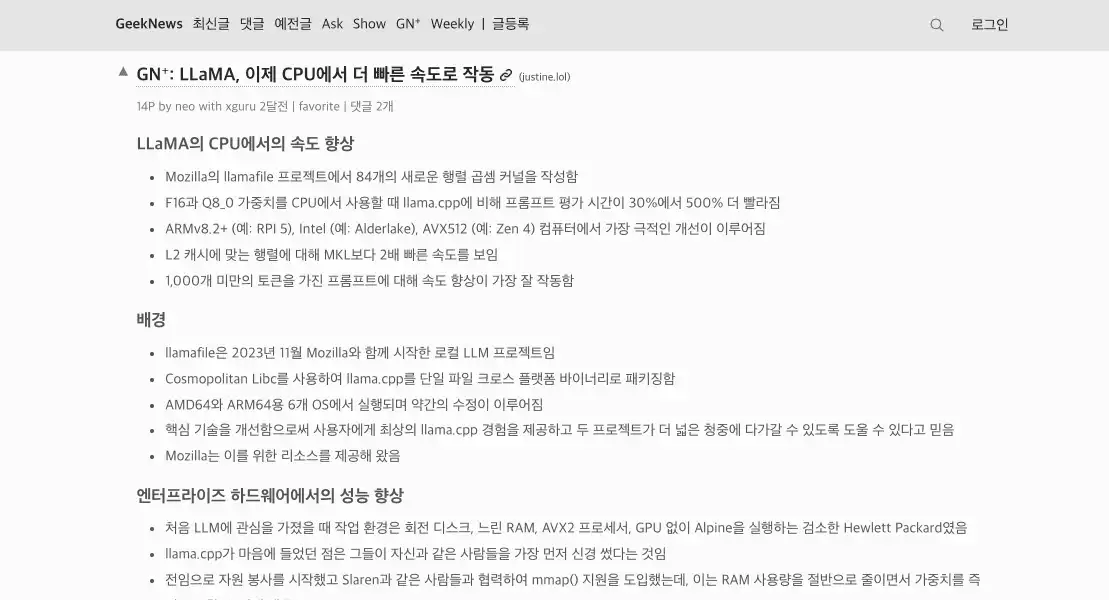 GeekNews 최신글 댓글 예전글 Ask Show GN⁺ Weekly | 글등록 로그인
▲ GN⁺: LLaMA, 이제 CPU에서 더 빠른 속도로 작동 (justine.lol)
14P by neo with xguru 2달전 | favorite | 댓글 2개
LLaMA의 CPU에서의 속도 향상
• Mozilla의 llamafile 프로젝트에서 84개의 새로운 행렬 곱셈 커널을 작성함
• F16과 Q8_0 가중치를 CPU에서 사용할 때 llama.cpp에 비해 프롬프트 평가 시간이 30%에서 500% 더 빨라짐
• ARMv8.2+ (예: RPI 5), Intel (예: Alderlake), AVX512 (예: Zen 4) 컴퓨터에서 가장 극적인 개선이 이루어짐
• L2 캐시에 맞는 행렬에 대해 MKL보다 2배 빠른 속도를 보임
• 1,000개 미만의 토큰을 가진 프롬프트에 대해 속도 향상이 가장 잘 작동함
배경
• llamafile은 2023년 11월 Mozilla와 함께 시작한 로컬 LLM 프로젝트임
• Cosmopolitan Libc를 사용하여 llama.cpp를 단일 파일 크로스 플랫폼 바이너리로 패키징함
• AMD64와 ARM64용 6개 OS에서 실행되며 약간의 수정이 이루어짐
• 핵심 기술을 개선함으로써 사용자에게 최상의 llama.cpp 경험을 제공하고 두 프로젝트가 더 넓은 청중에 다가갈 수 있도록 도울 수 있다고 믿음
• Mozilla는 이를 위한 리소스를 제공해 왔음
엔터프라이즈 하드웨어에서의 성능 향상
• 처음 LLM에 관심을 가졌을 때 작업 환경은 회전 디스크, 느린 RAM, AVX2 프로세서, GPU 없이 Alpine을 실행하는 검소한 Hewlett Packard였음
• llama.cpp가 마음에 들었던 점은 그들이 자신과 같은 사람들을 가장 먼저 신경 썼다는 것임
• 전임으로 자원 봉사를 시작했고 Slaren과 같은 사람들과 협력하여 mmap() 지원을 도입했는데, 이는 RAM 사용량을 절반으로 줄이면서 가중치를 즉